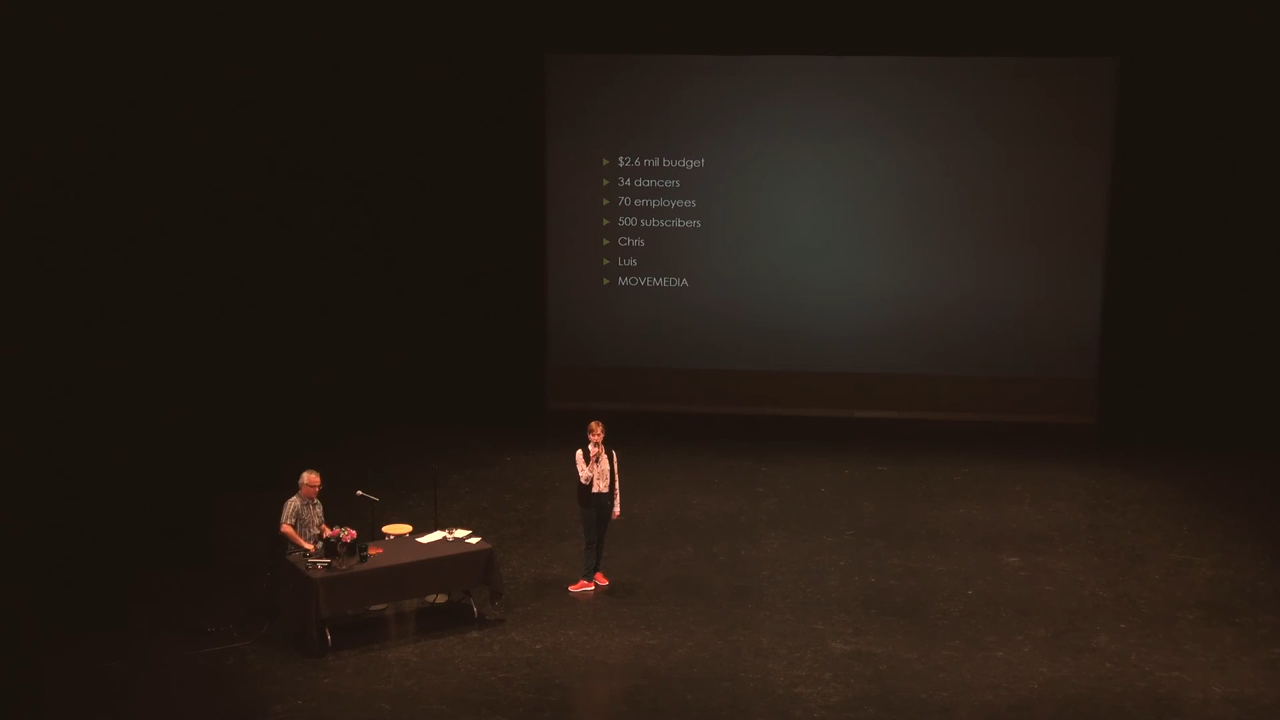 $2.6 mil budget
34 dancers
70 employees
500 subscribers
Chris
Luis
MOVEMEDIA